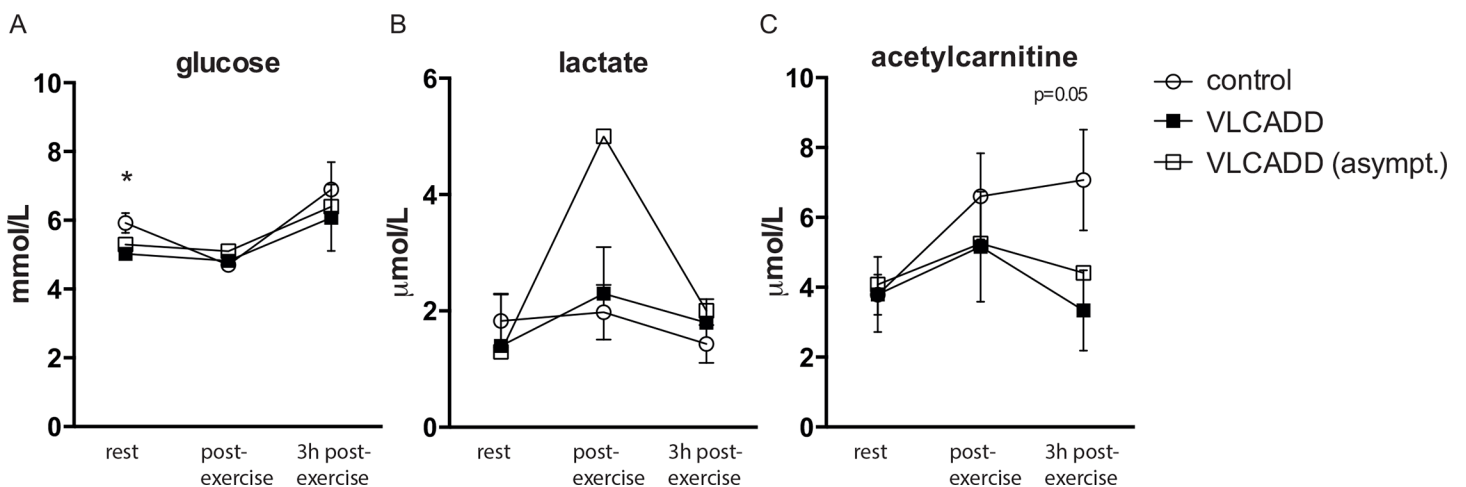 A
B
C
glucose
lactate
acetylcarnitine
mmol/L
10
8
6
4
2
0
*
rest
post-
exercise
3h post-
exercise
μmol/L
6
4
2
0
rest
post-
exercise
3h post-
exercise
μmol/L
10
8
6
4
2
0
p=0.05
rest
post-
exercise
3h post-
exercise
control
VLCADD
VLCADD (asympt.)